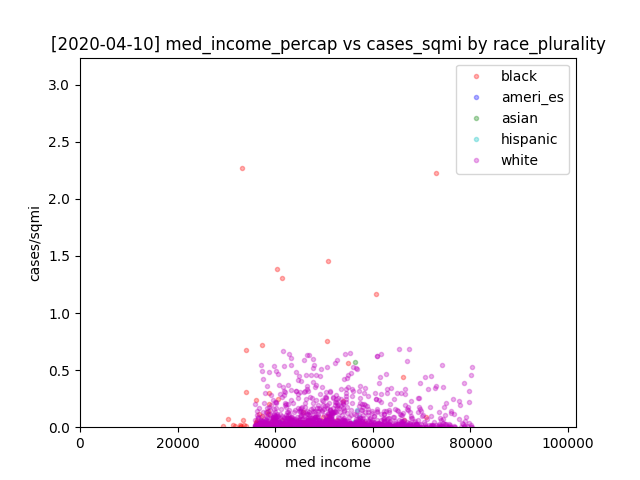 [2020-04-10] med_income_percap vs cases_sqmi by race_plurality
black
ameri_es
asian
hispanic
white
3.0
2.5
2.0
1.5
1.0
0.5
0.0
cases/sqmi
0
20000
40000
60000
80000
100000
med income